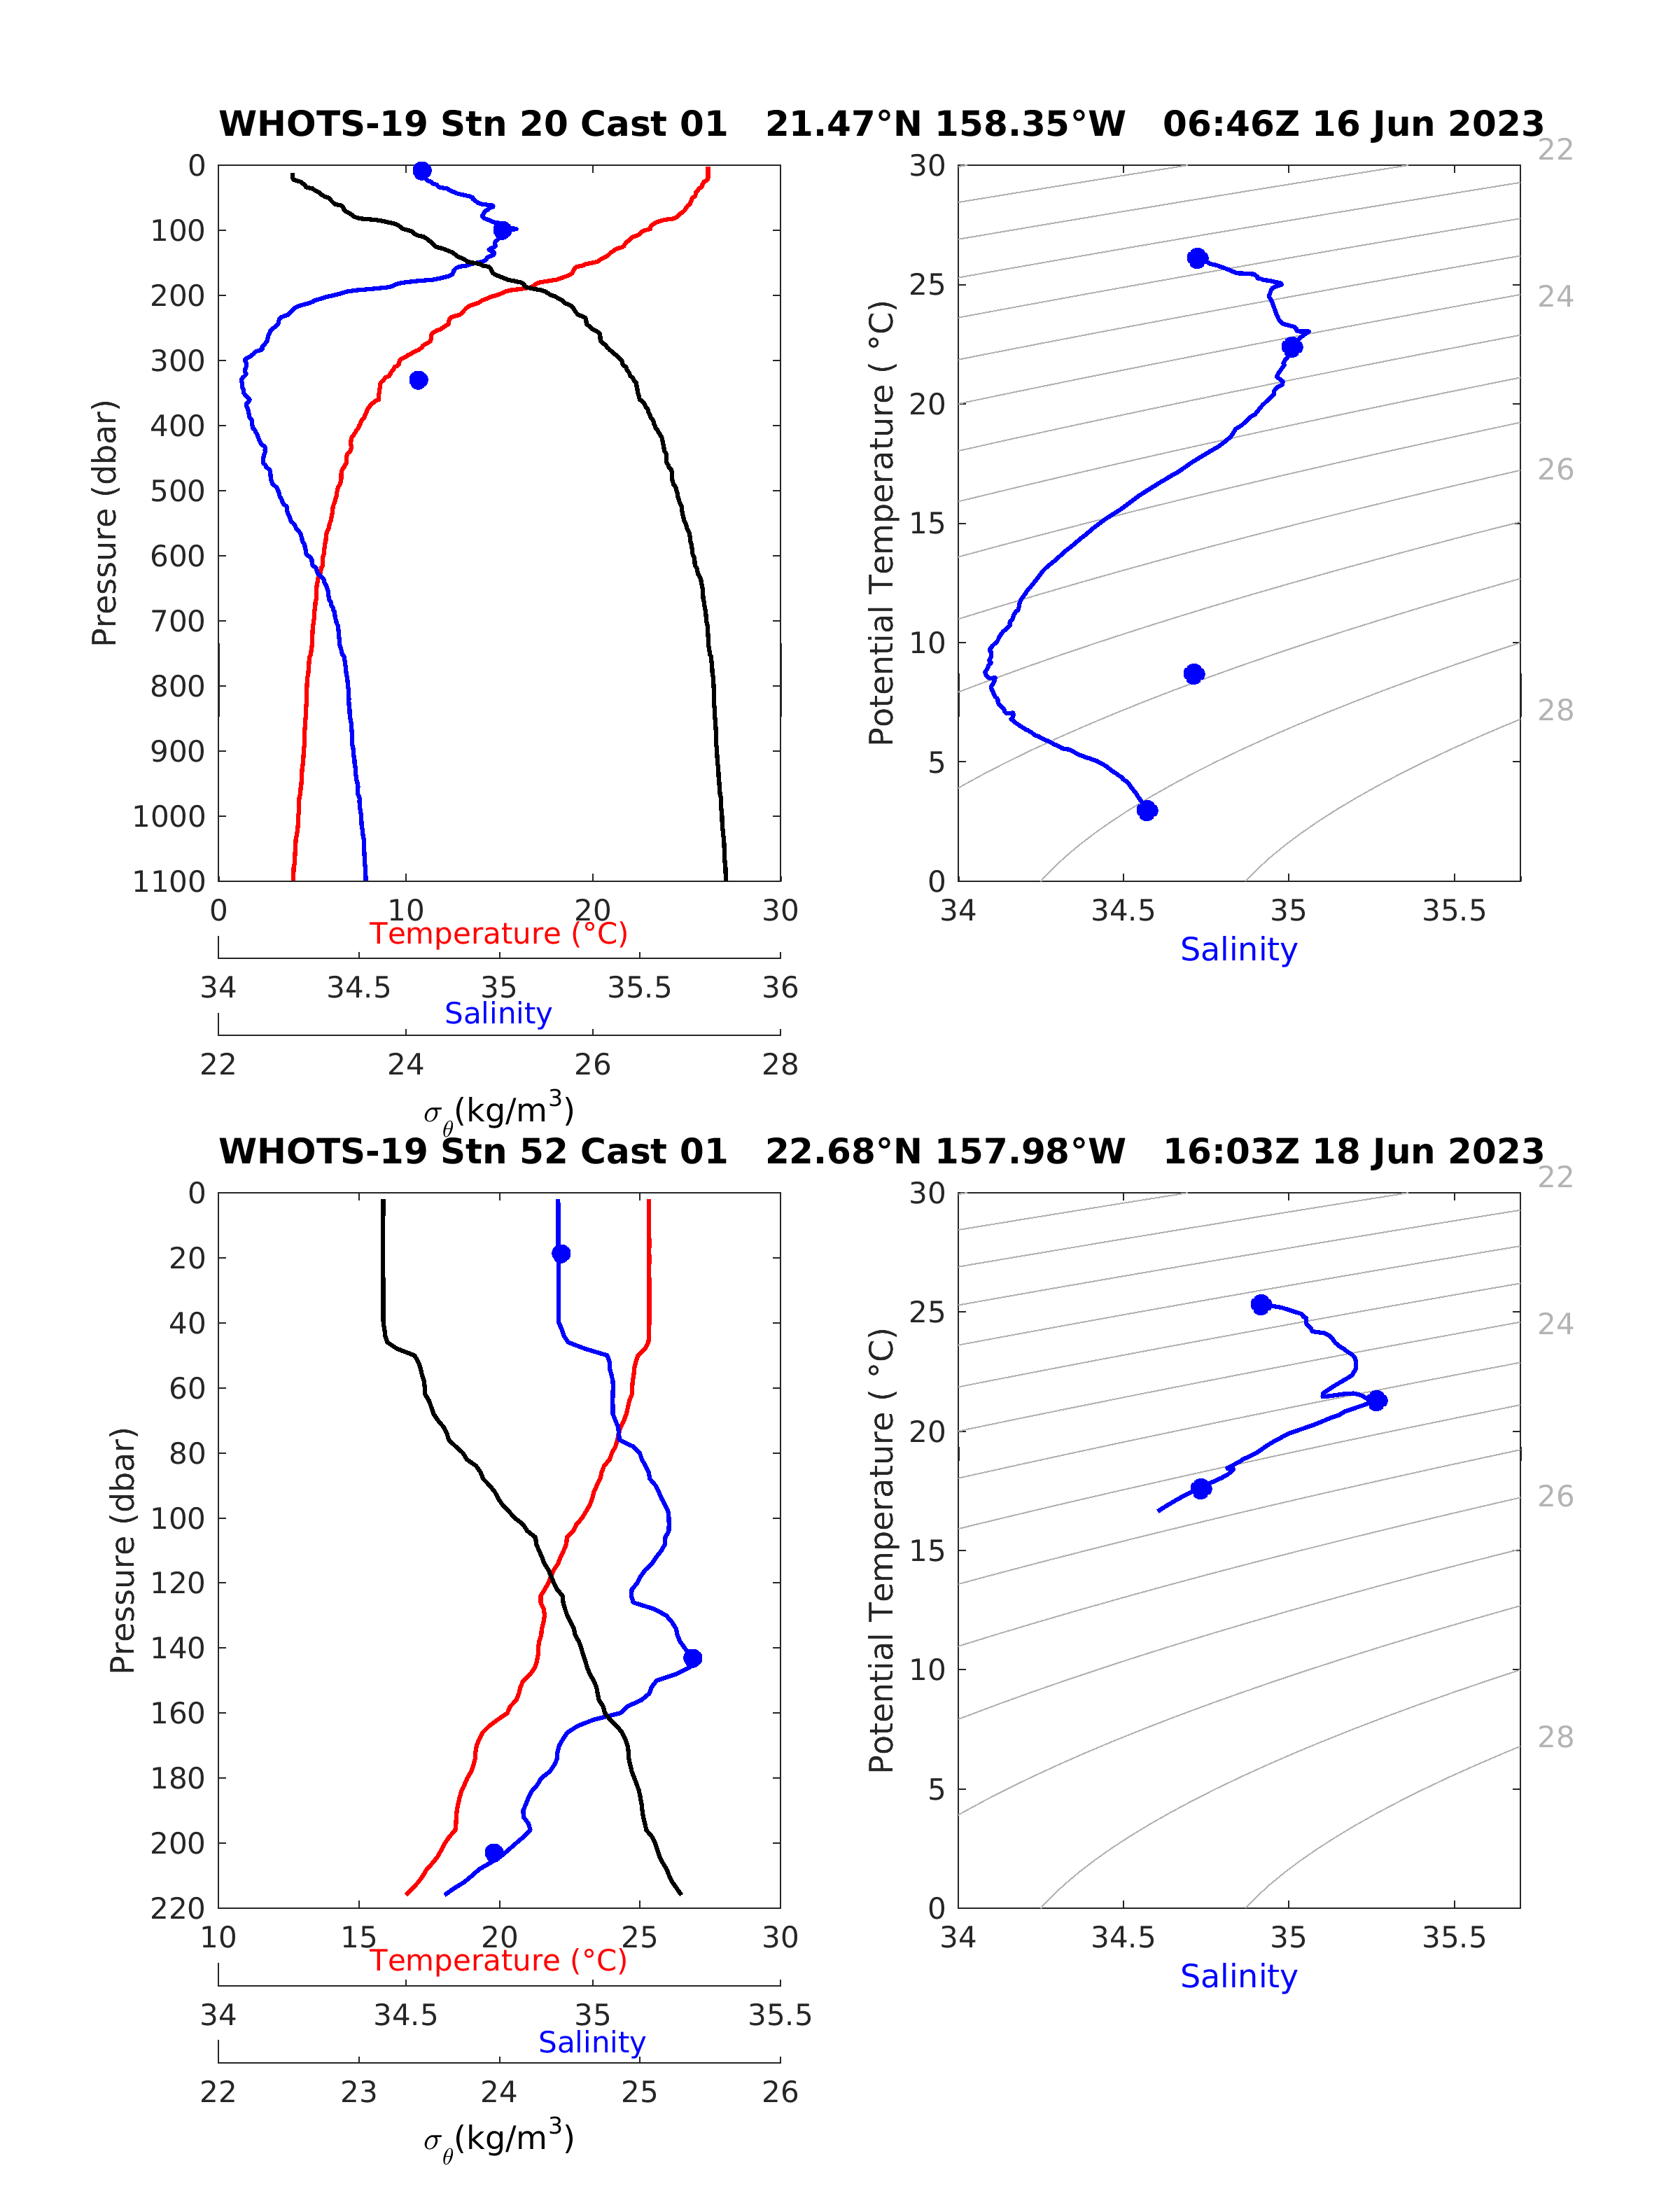 WHOTS-19 Stn 20 Cast 01 21.47°N 158.35°W 06:46Z 16 Jun 2023
0
100
200
300
400
500
600
700
800
900
1000
1100
Pressure (dbar)
0 10 20 30
Temperature (°C)
34 34.5 35 35.5 36
Salinity
22 24 26 28
σθ(kg/m3)
30
25
20
15
10
5
0
Potential Temperature ( °C)
34 34.5 35 35.5
Salinity
22
24
26
28
WHOTS-19 Stn 52 Cast 01 22.68°N 157.98°W 16:03Z 18 Jun 2023
0
20
40
60
80
100
120
140
160
180
200
220
Pressure (dbar)
10 15 20 25 30
Temperature (°C)
34 34.5 35 35.5
Salinity
22 23 24 25 26
σθ(kg/m3)
30
25
20
15
10
5
0
Potential Temperature ( °C)
34 34.5 35 35.5
Salinity
22
24
26
28